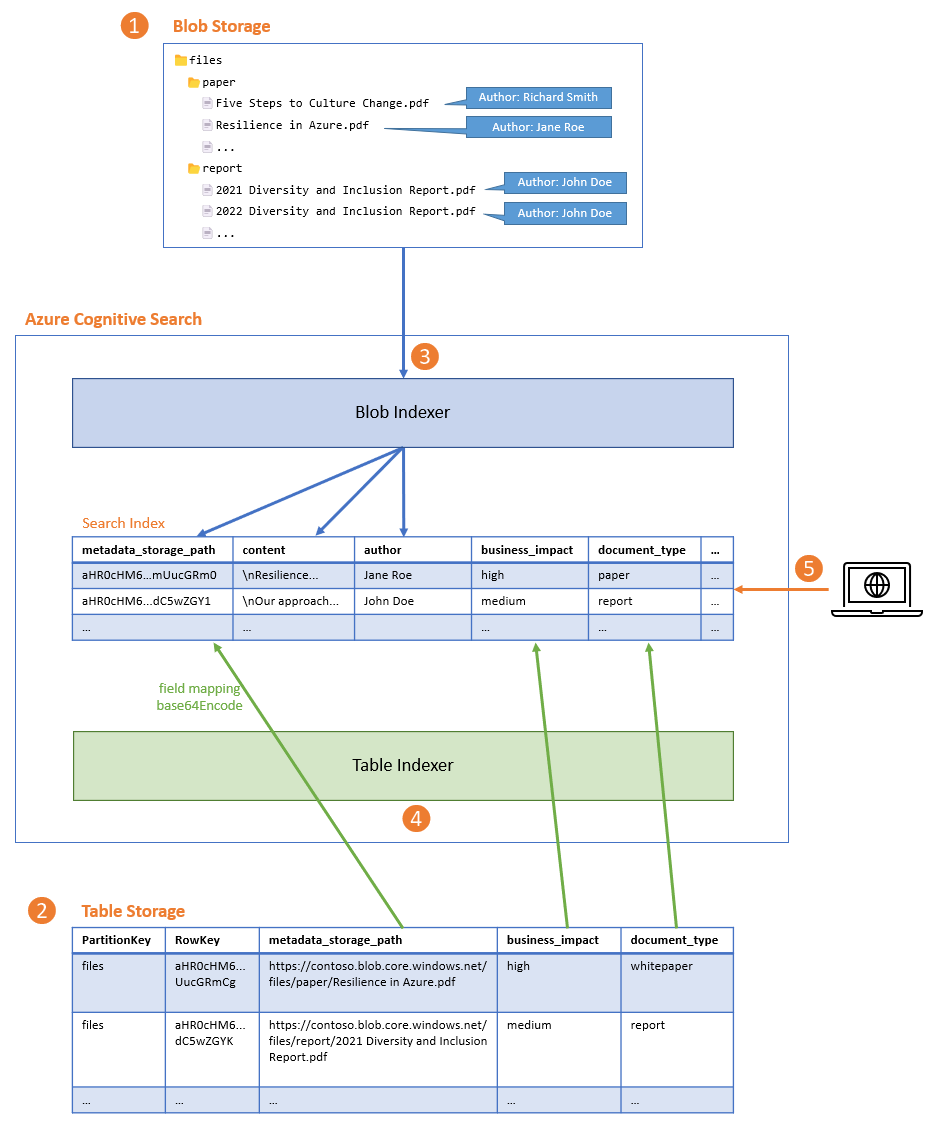 1 Blob Storage
files
paper
Five Steps to Culture Change.pdf
Author: Richard Smith
Resilience in Azure.pdf
Author: Jane Roe
...
report
2021 Diversity and Inclusion Report.pdf
Author: John Doe
2022 Diversity and Inclusion Report.pdf
Author: John Doe
...
Azure Cognitive Search
3
Blob Indexer
Search Index
metadata_storage_path content author business_impact document_type ...
aHR0cHM6...mUucGRm0 \nResilience... Jane Roe high paper ...
aHR0cHM6...dC5wZGY1 \nOur approach... John Doe medium report ...
... ... ... ... ...
5
field mapping
base64Encode
Table Indexer
4
2 Table Storage
PartitionKey RowKey metadata_storage_path business_impact document_type
files aHR0cHM6... https://contoso.blob.core.windows.net/ high whitepaper
UucGRmCg files/paper/Resilience in Azure.pdf
files aHR0cHM6... https://contoso.blob.core.windows.net/ medium report
dC5wZGYK files/report/2021 Diversity and Inclusion
Report.pdf
... ... ... ... ...